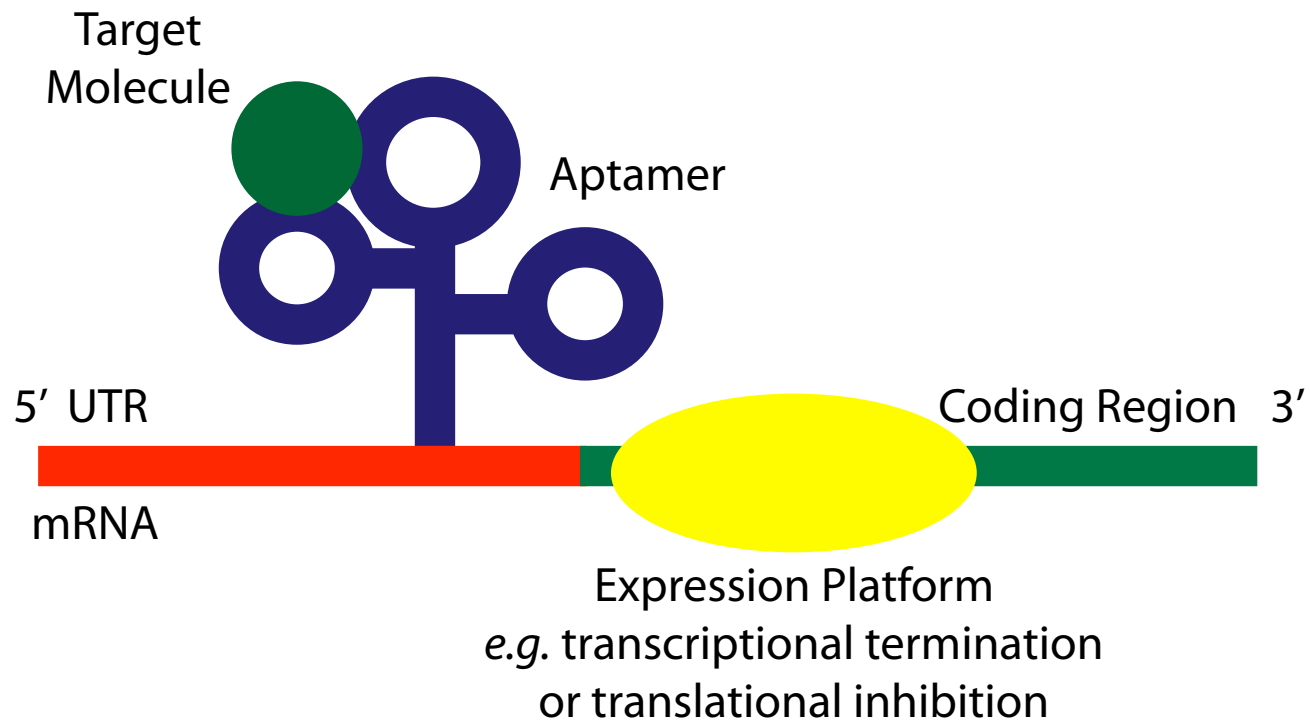 Target
Molecule
Aptamer
5′ UTR
Coding Region 3′
mRNA
Expression Platform
e.g. transcriptional termination
or translational inhibition